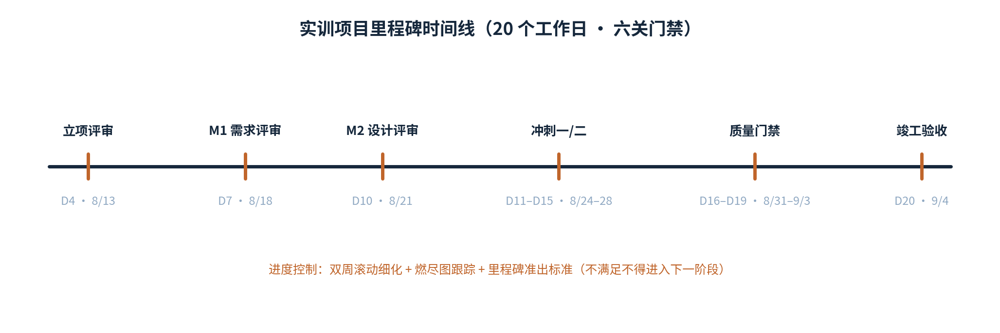 实训项目里程碑时间线（20 个工作日 · 六关门禁）
立项评审
M1 需求评审
M2 设计评审
冲刺一/二
质量门禁
竣工验收
D4 · 8/13
D7 · 8/18
D10 · 8/21
D11–D15 · 8/24–28
D16–D19 · 8/31–9/3
D20 · 9/4
进度控制：双周滚动细化 + 燃尽图跟踪 + 里程碑准出标准（不满足不得进入下一阶段）